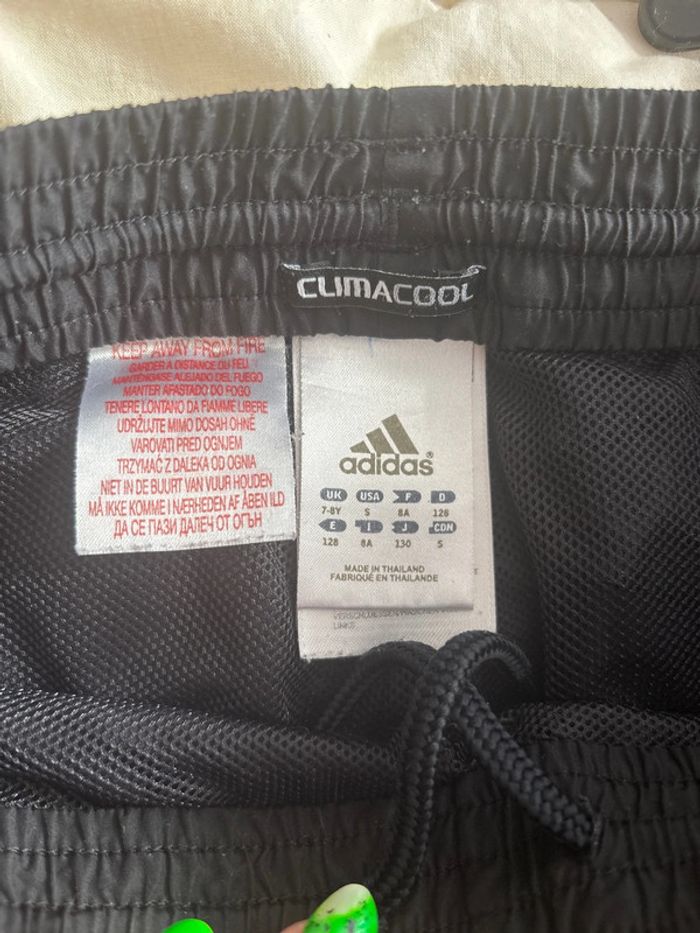 CLIMACOOL
KEEP AWAY FROM FIRE
GARDER A DISTANCE DU FEU
MANTENGASE ALEJADO DEL FUEGO
MANTER AFASTADO DO FOGO
TENERE LONTANO DA FIAMME LIBERE
UDRŽUJTE MIMO DOSAH OHNĚ
VAROVATI PRED OGNJEM
TRZYMAĆ Z DALEKA OD OGNIA
NIET IN DE BUURT VAN VUUR HOUDEN
MÅ IKKE KOMME I NÆRHEDEN AF ÅBEN ILD
ДА СЕ ПАЗИ ДАЛЕЧ ОТ ОГЪН
adidas®
UK USA F D
7-8Y S 8A 128
E I J CDN
128 8A 130 S
MADE IN THAILAND
FABRIQUÉ EN THAILANDE
LINKS